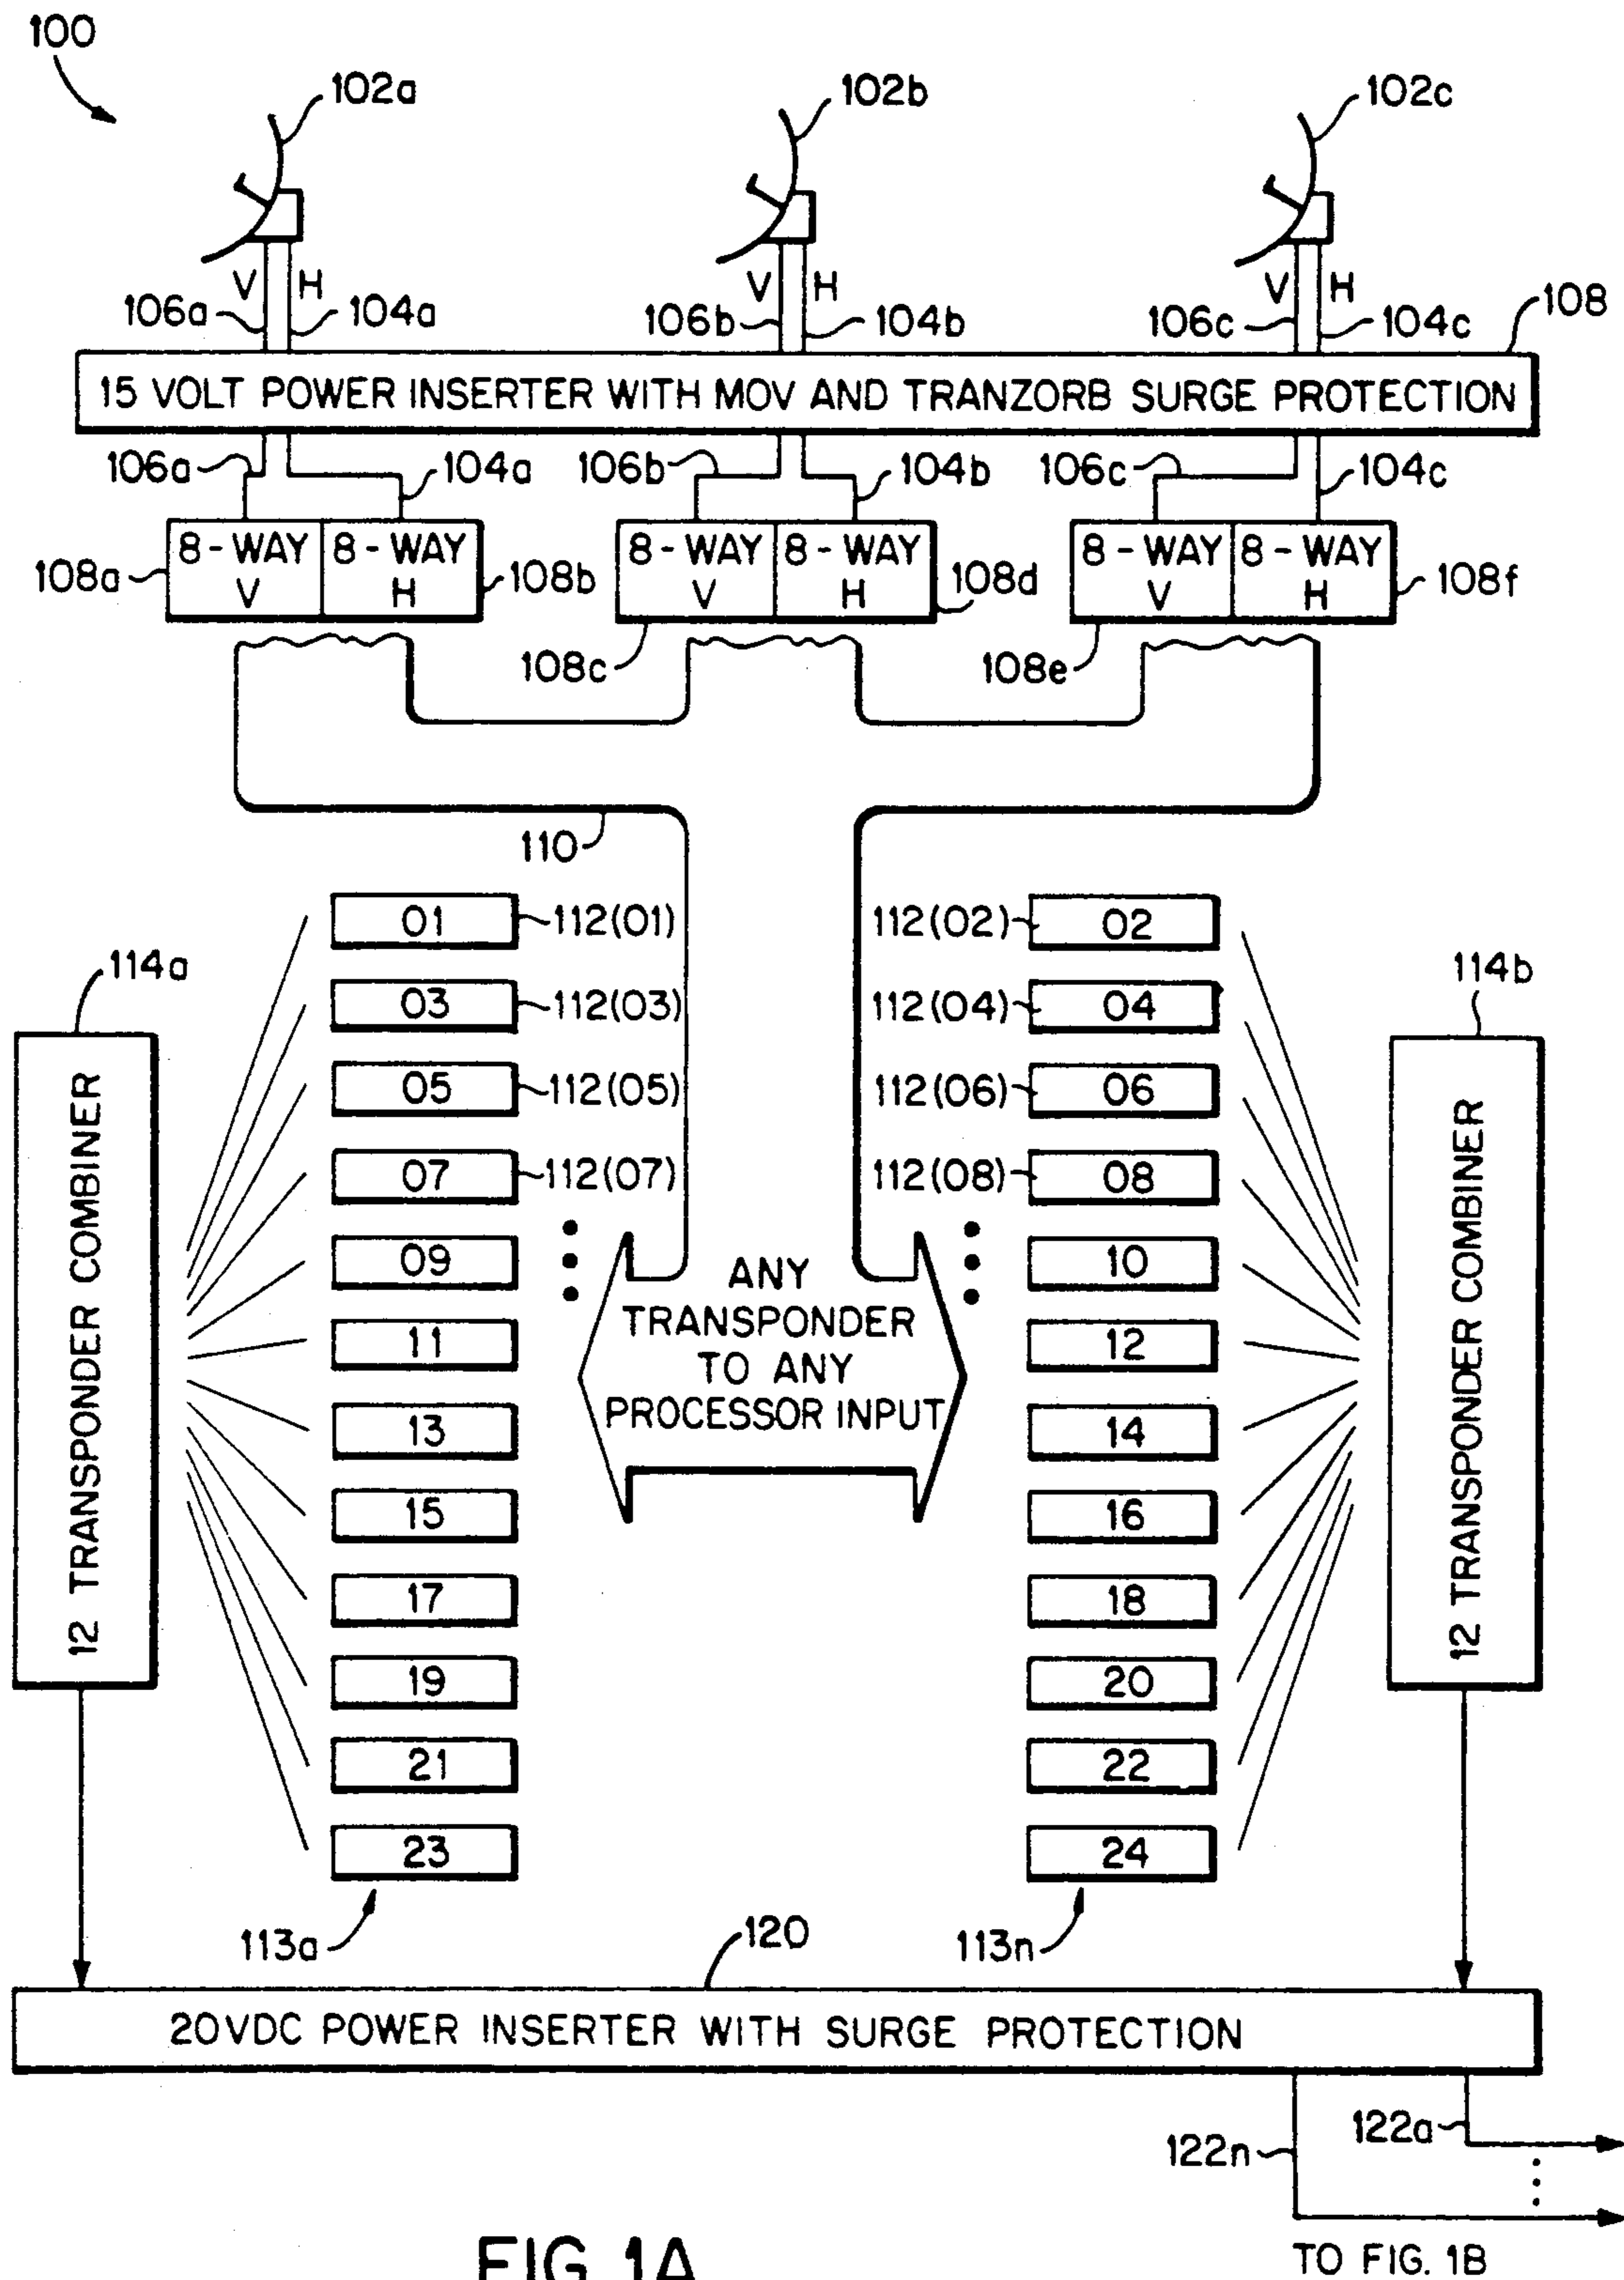 100
102a
102b
102c
V H
V H
V H
106a
104a
106b
104b
106c
104c
108
15 VOLT POWER INSERTER WITH MOV AND TRANZORB SURGE PROTECTION
106a
104a
106b
104b
106c
104c
8-WAY V
8-WAY H
8-WAY V
8-WAY H
8-WAY V
8-WAY H
108a
108b
108c
108d
108e
108f
110
01
112(01)
112(02)
02
03
112(03)
112(04)
04
05
112(05)
112(06)
06
07
112(07)
112(08)
08
09
10
11
12
13
14
15
16
17
18
19
20
21
22
23
24
ANY
TRANSPONDER
TO ANY
PROCESSOR INPUT
114a
12 TRANSPONDER COMBINER
114b
12 TRANSPONDER COMBINER
113a
113n
120
20VDC POWER INSERTER WITH SURGE PROTECTION
122n
122a
TO FIG. 1B
FIG. 1A